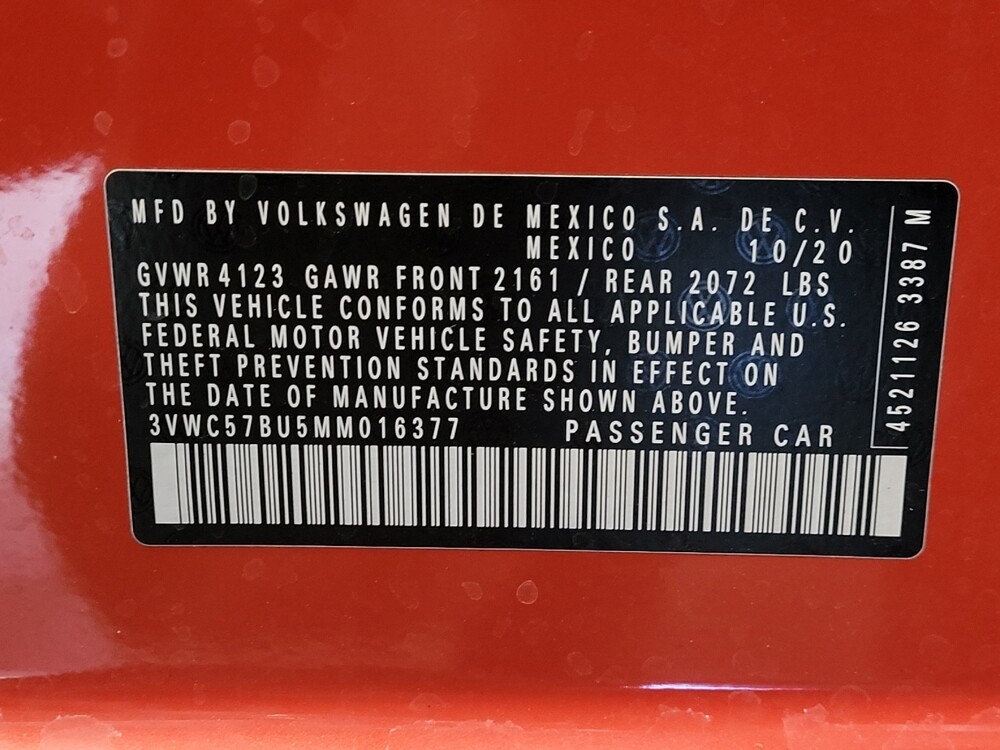 MFD BY VOLKSWAGEN DE MEXICO S.A. DE C.V.
MEXICO 10/20
GVWR 4123 GAWR FRONT 2161 / REAR 2072 LBS
THIS VEHICLE CONFORMS TO ALL APPLICABLE U.S.
FEDERAL MOTOR VEHICLE SAFETY, BUMPER AND
THEFT PREVENTION STANDARDS IN EFFECT ON
THE DATE OF MANUFACTURE SHOWN ABOVE.
3VWC57BU5MM016377 PASSENGER CAR
4521126 3387 M